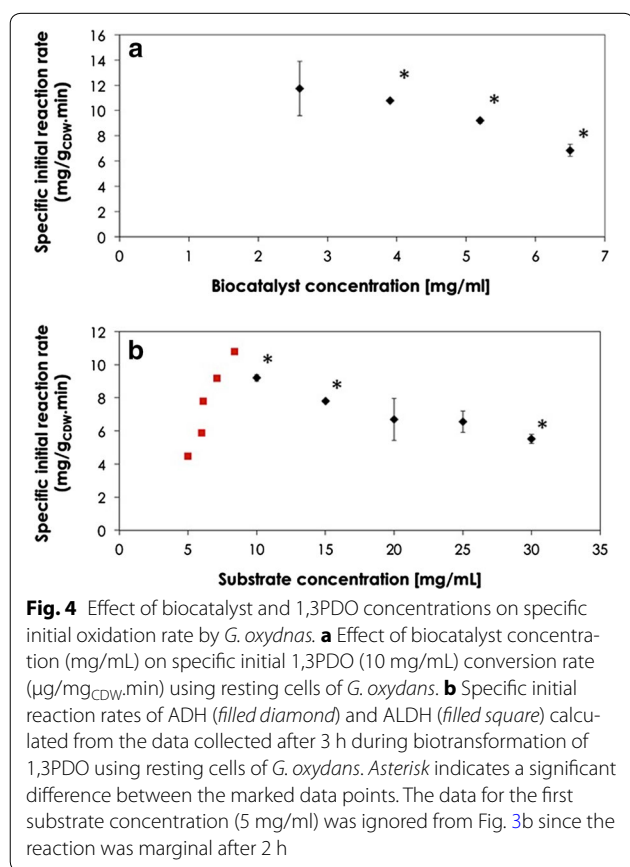 Specific initial reaction rate
(mg/gCDW.min)
16
14
12
10
8
6
4
2
0
a
*
*
*
0 1 2 3 4 5 6 7
Biocatalyst concentration [mg/ml]
Specific initial reaction rate
(mg/gCDW.min)
12
10
8
6
4
2
0
b
*
*
*
0 5 10 15 20 25 30 35
Substrate concentration [mg/mL]
Fig. 4 Effect of biocatalyst and 1,3PDO concentrations on specific
initial oxidation rate by G. oxydnas. a Effect of biocatalyst concentra-
tion (mg/mL) on specific initial 1,3PDO (10 mg/mL) conversion rate
(μg/mgCDW.min) using resting cells of G. oxydans. b Specific initial
reaction rates of ADH (filled diamond) and ALDH (filled square) calcu-
lated from the data collected after 3 h during biotransformation of
1,3PDO using resting cells of G. oxydans. Asterisk indicates a significant
difference between the marked data points. The data for the first
substrate concentration (5 mg/ml) was ignored from Fig. 3b since the
reaction was marginal after 2 h